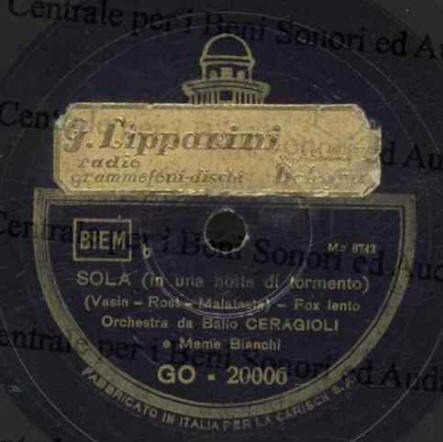 Centrale per i Beni Sonori ed A
G. Lipparini
radio
grammofoni-dischi
BIEM
SOLA (in una notte di tormento)
(Vasin - Rost - Malatesta) - Fox lento
Orchestra da Ballo CERAGIOLI
e Meme Bianchi
GO - 20006
FABBRICATO IN ITALIA PER LA CARISCH S.A.